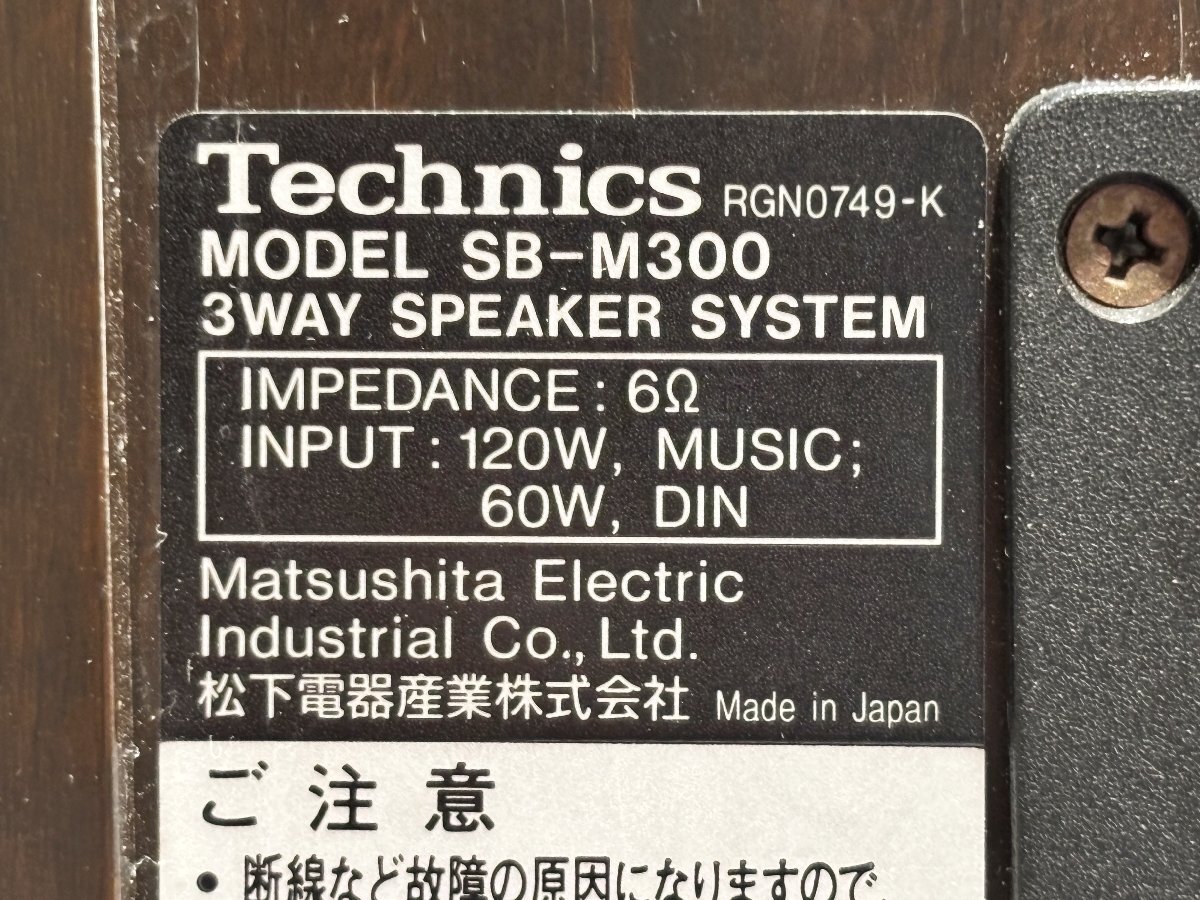 Technics RGN0749-K
MODEL SB-M300
3WAY SPEAKER SYSTEM
IMPEDANCE : 6Ω
INPUT : 120W, MUSIC;
60W, DIN
Matsushita Electric
Industrial Co., Ltd.
松下電器産業株式会社 Made in Japan
ご注意
• 断線など故障の原因になりますので、